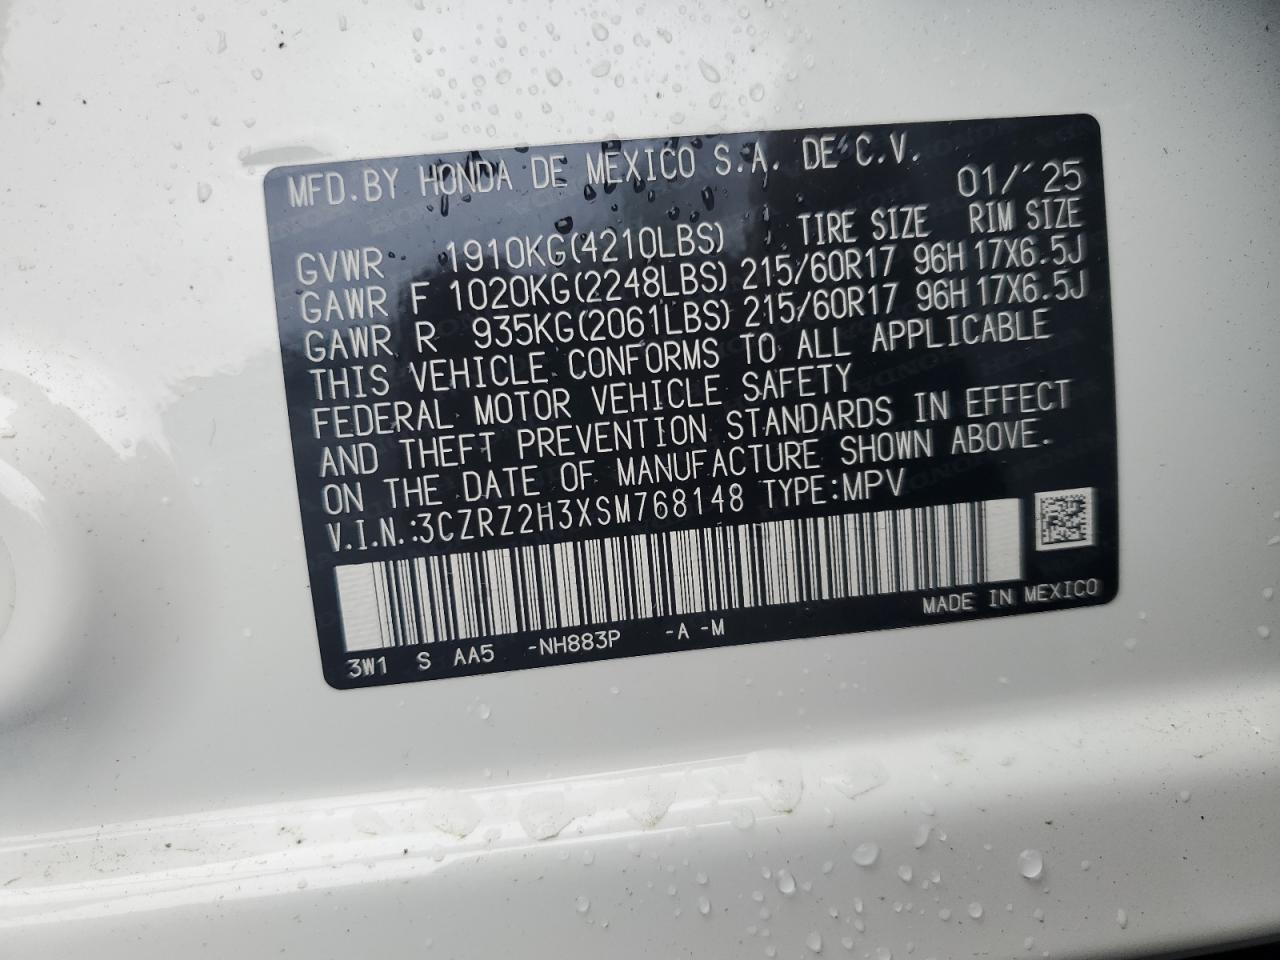 MFD.BY HONDA DE MEXICO S.A. DE C.V.
01/'25
GVWR 1910KG(4210LBS) TIRE SIZE RIM SIZE
GAWR F 1020KG(2248LBS) 215/60R17 96H 17X6.5J
GAWR R 935KG(2061LBS) 215/60R17 96H 17X6.5J
THIS VEHICLE CONFORMS TO ALL APPLICABLE
FEDERAL MOTOR VEHICLE SAFETY
AND THEFT PREVENTION STANDARDS IN EFFECT
ON THE DATE OF MANUFACTURE SHOWN ABOVE.
V.I.N.:3CZRZ2H3XSM768148 TYPE:MPV
MADE IN MEXICO
3W1 S AA5 -NH883P -A -M